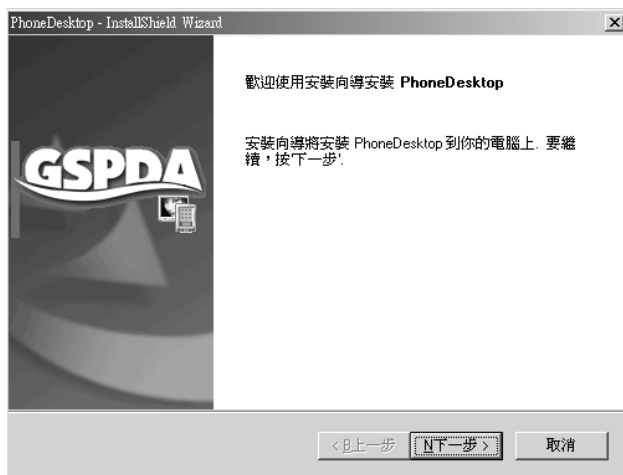 PhoneDesktop - InstallShield Wizard
歡迎使用安裝向導安裝 PhoneDesktop
安裝向導將安裝 PhoneDesktop 到你的電腦上. 要繼
續，按'下一步'.
GSPDA
< B上一步
N下一步 >
取消